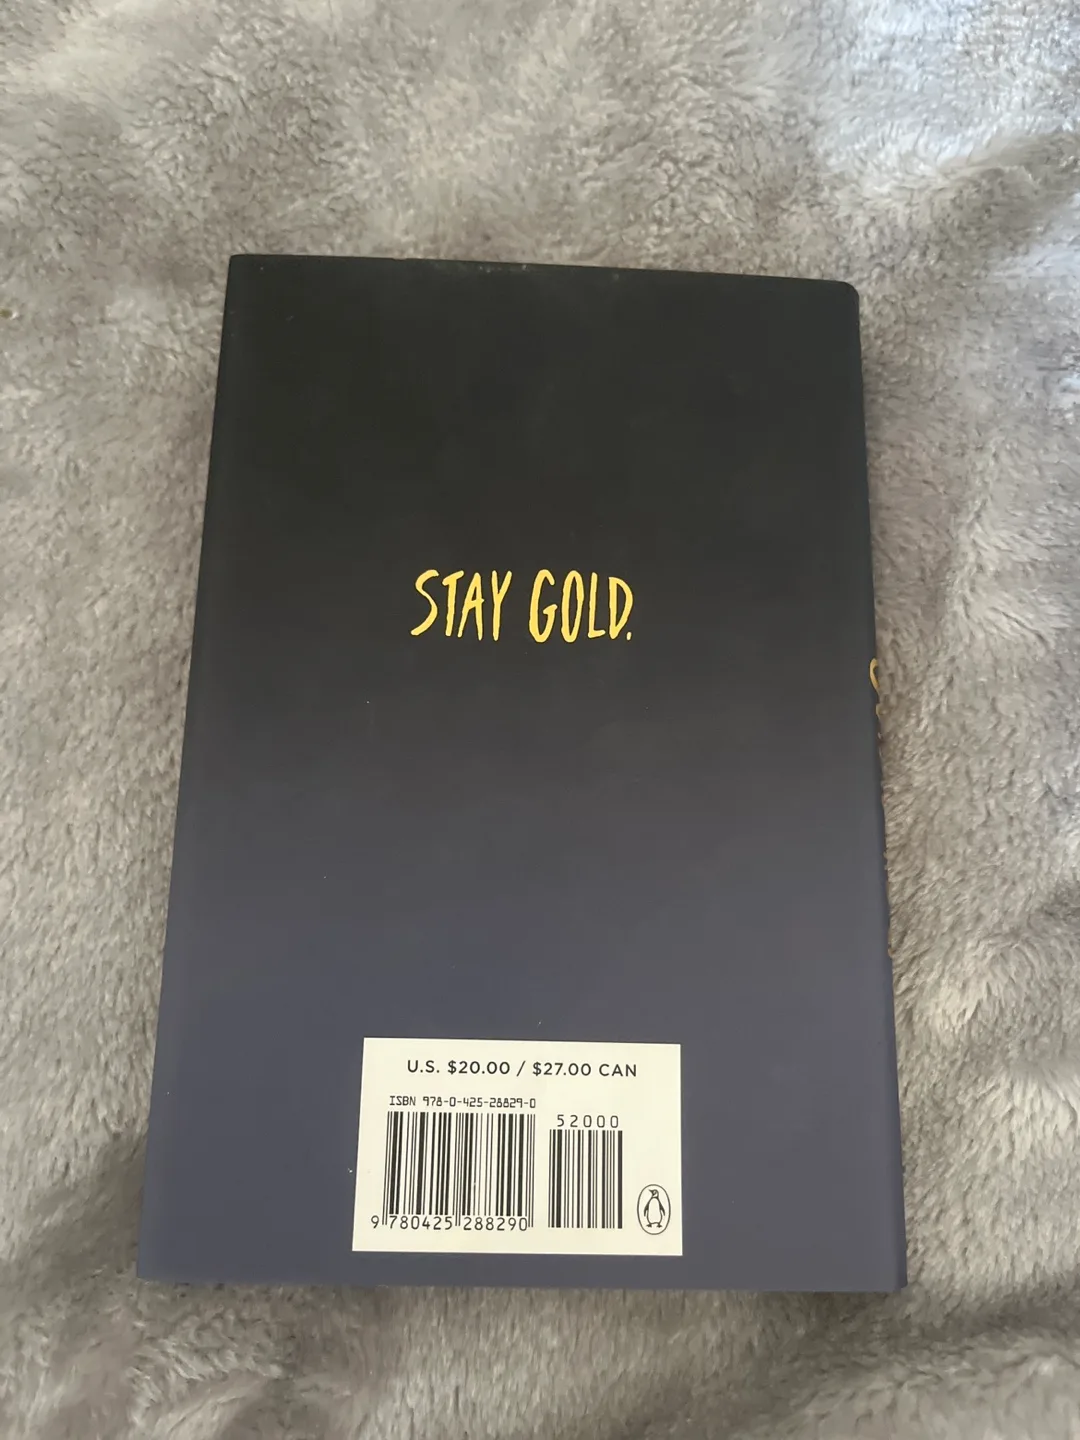 STAY GOLD.
U.S. $20.00 / $27.00 CAN
ISBN 978-0-425-28829-0
52000
9 780425 288290